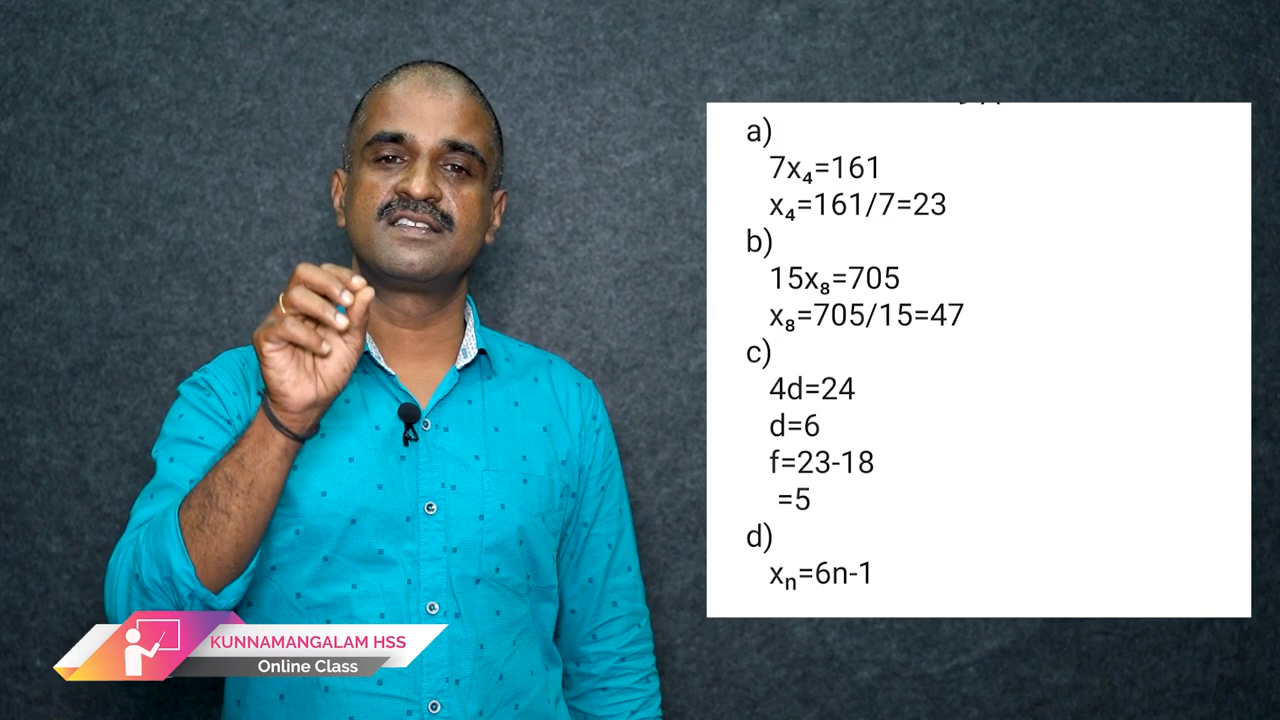 a)
7x₄=161
x₄=161/7=23
b)
15x₈=705
x₈=705/15=47
c)
4d=24
d=6
f=23-18
=5
d)
xₙ=6n-1
KUNNAMANGALAM HSS
Online Class